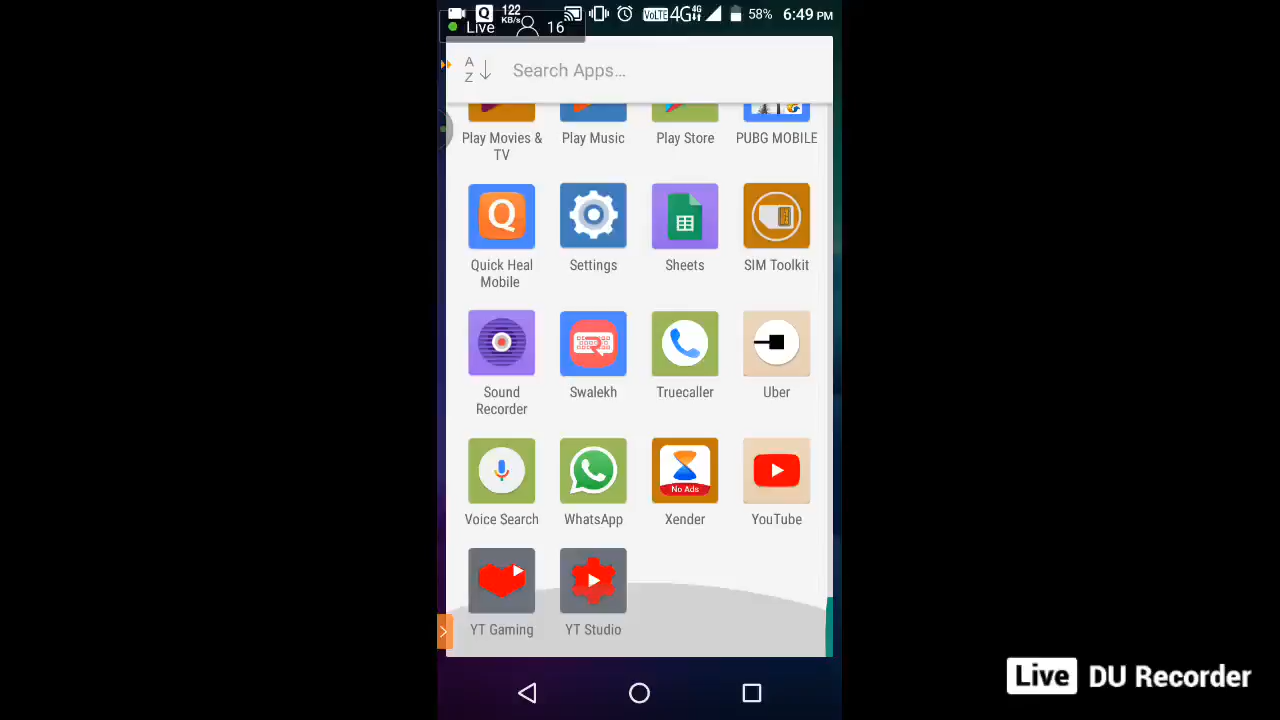 Q 122 KB/s VoLTE 4G 58% 6:49 PM
Live 16
A Z Search Apps...
Play Movies & TV
Play Music
Play Store
PUBG MOBILE
Q
Quick Heal Mobile
Settings
Sheets
SIM Toolkit
Sound Recorder
Swalekh
Truecaller
Uber
Voice Search
WhatsApp
No Ads
Xender
YouTube
YT Gaming
YT Studio
Live DU Recorder